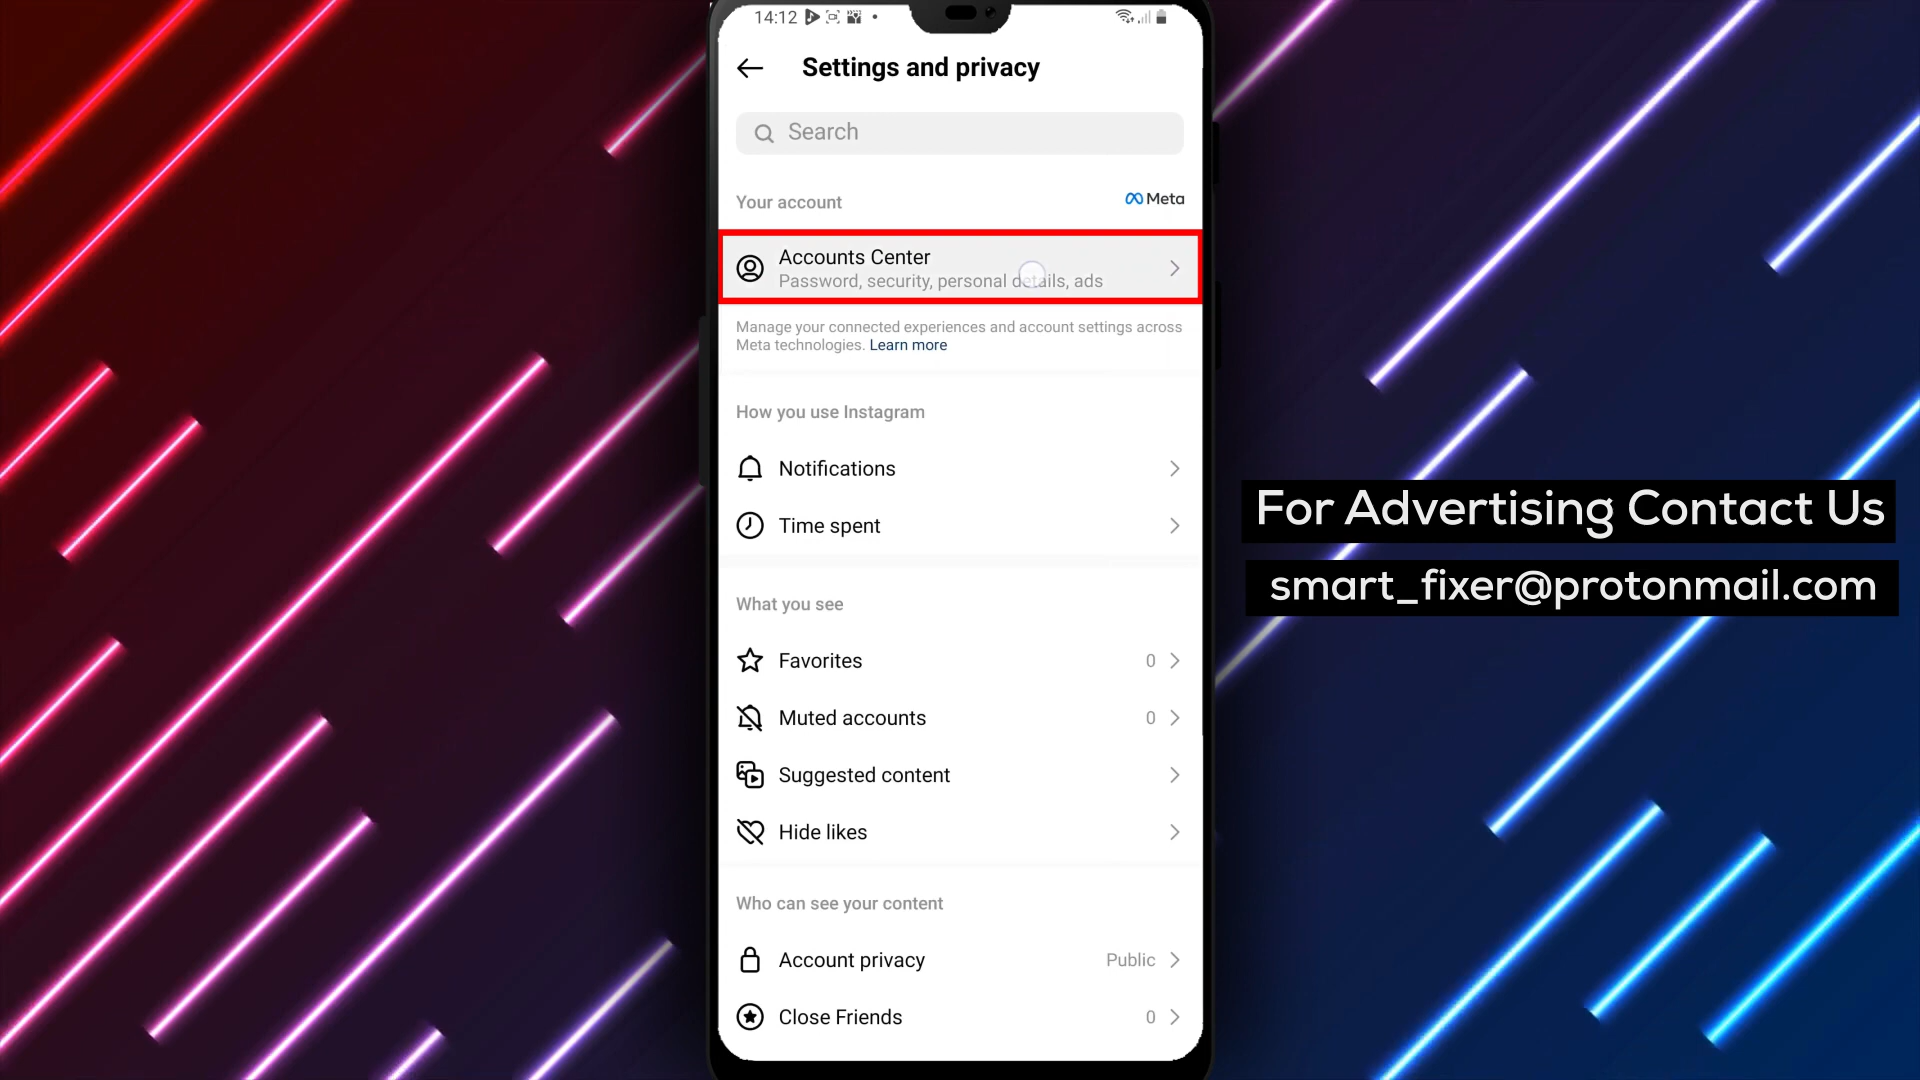 14:12
Settings and privacy
Search
Your account
Meta
Accounts Center
Password, security, personal details, ads
Manage your connected experiences and account settings across
Meta technologies. Learn more
How you use Instagram
Notifications
Time spent
What you see
Favorites 0
Muted accounts 0
Suggested content
Hide likes
Who can see your content
Account privacy Public
Close Friends 0
For Advertising Contact Us
smart_fixer@protonmail.com